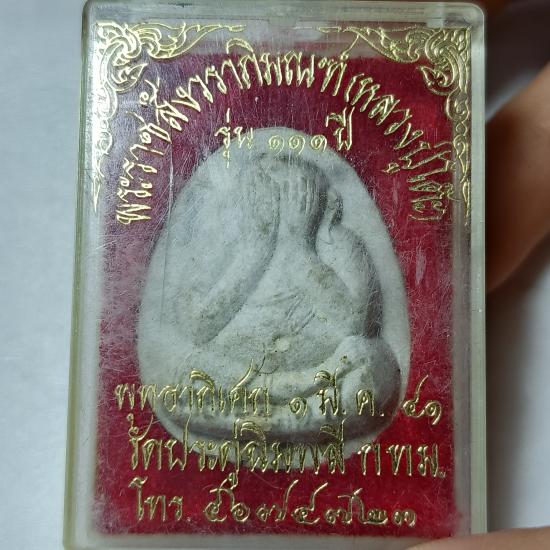 พระราชสังวราภิมณฑ์ (หลวงปู่โต๊ะ)
รุ่น ๑๑๑ ปี
พุทธาภิเศก ๑ มี.ค. ๔๑
วัดประดู่ฉิมพลี กทม.
โทร. ๔๖๗๔๗๒๓